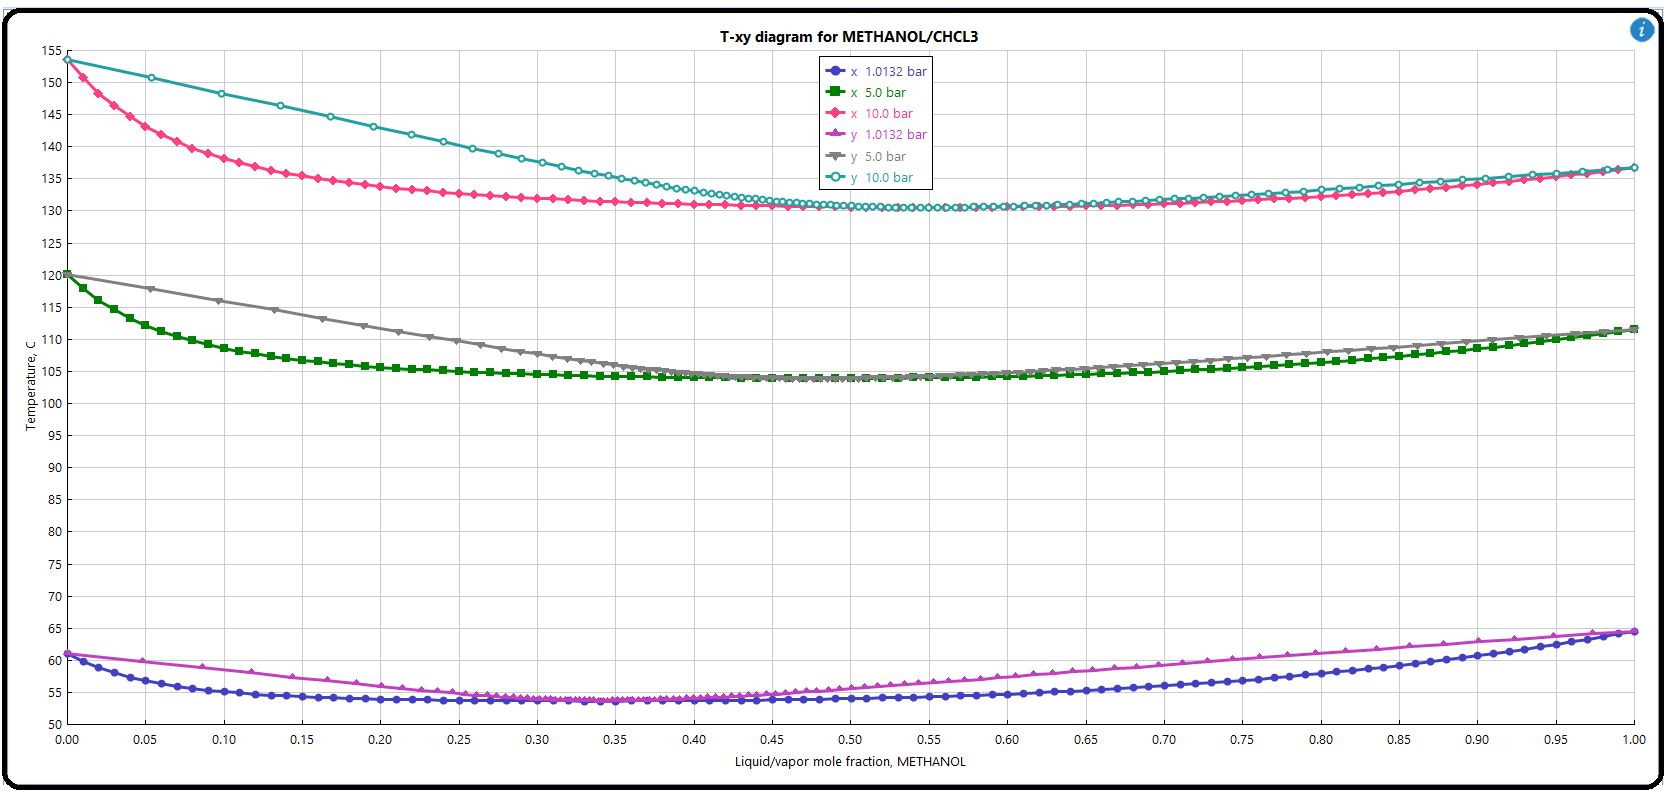 T-xy diagram for METHANOL/CHCL3
i
x 1.0132 bar
x 5.0 bar
x 10.0 bar
y 1.0132 bar
y 5.0 bar
y 10.0 bar
155
150
145
140
135
130
125
120
115
110
105
100
95
90
85
80
75
70
65
60
55
50
Temperature, C
0.00 0.05 0.10 0.15 0.20 0.25 0.30 0.35 0.40 0.45 0.50 0.55 0.60 0.65 0.70 0.75 0.80 0.85 0.90 0.95 1.00
Liquid/vapor mole fraction, METHANOL